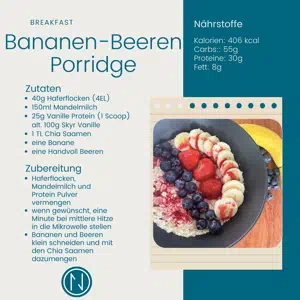 BREAKFAST
Bananen-Beeren
Porridge
Nährstoffe
Kalorien: 406 kcal
Carbs:: 55g
Proteine: 30g
Fett: 8g
Zutaten
40g Haferflocken (4EL)
150ml Mandelmilch
25g Vanille Protein (1 Scoop)
alt. 100g Skyr Vanille
1 TL Chia Saamen
eine Banane
eine Handvoll Beeren
Zubereitung
Haferflocken,
Mandelmilch und
Protein Pulver
vermengen
wenn gewünscht, eine
Minute bei mittlere Hitze
in die Mikrowelle stellen
Bananen und Beeren
klein schneiden und mit
den Chia Saamen
dazumengen
N